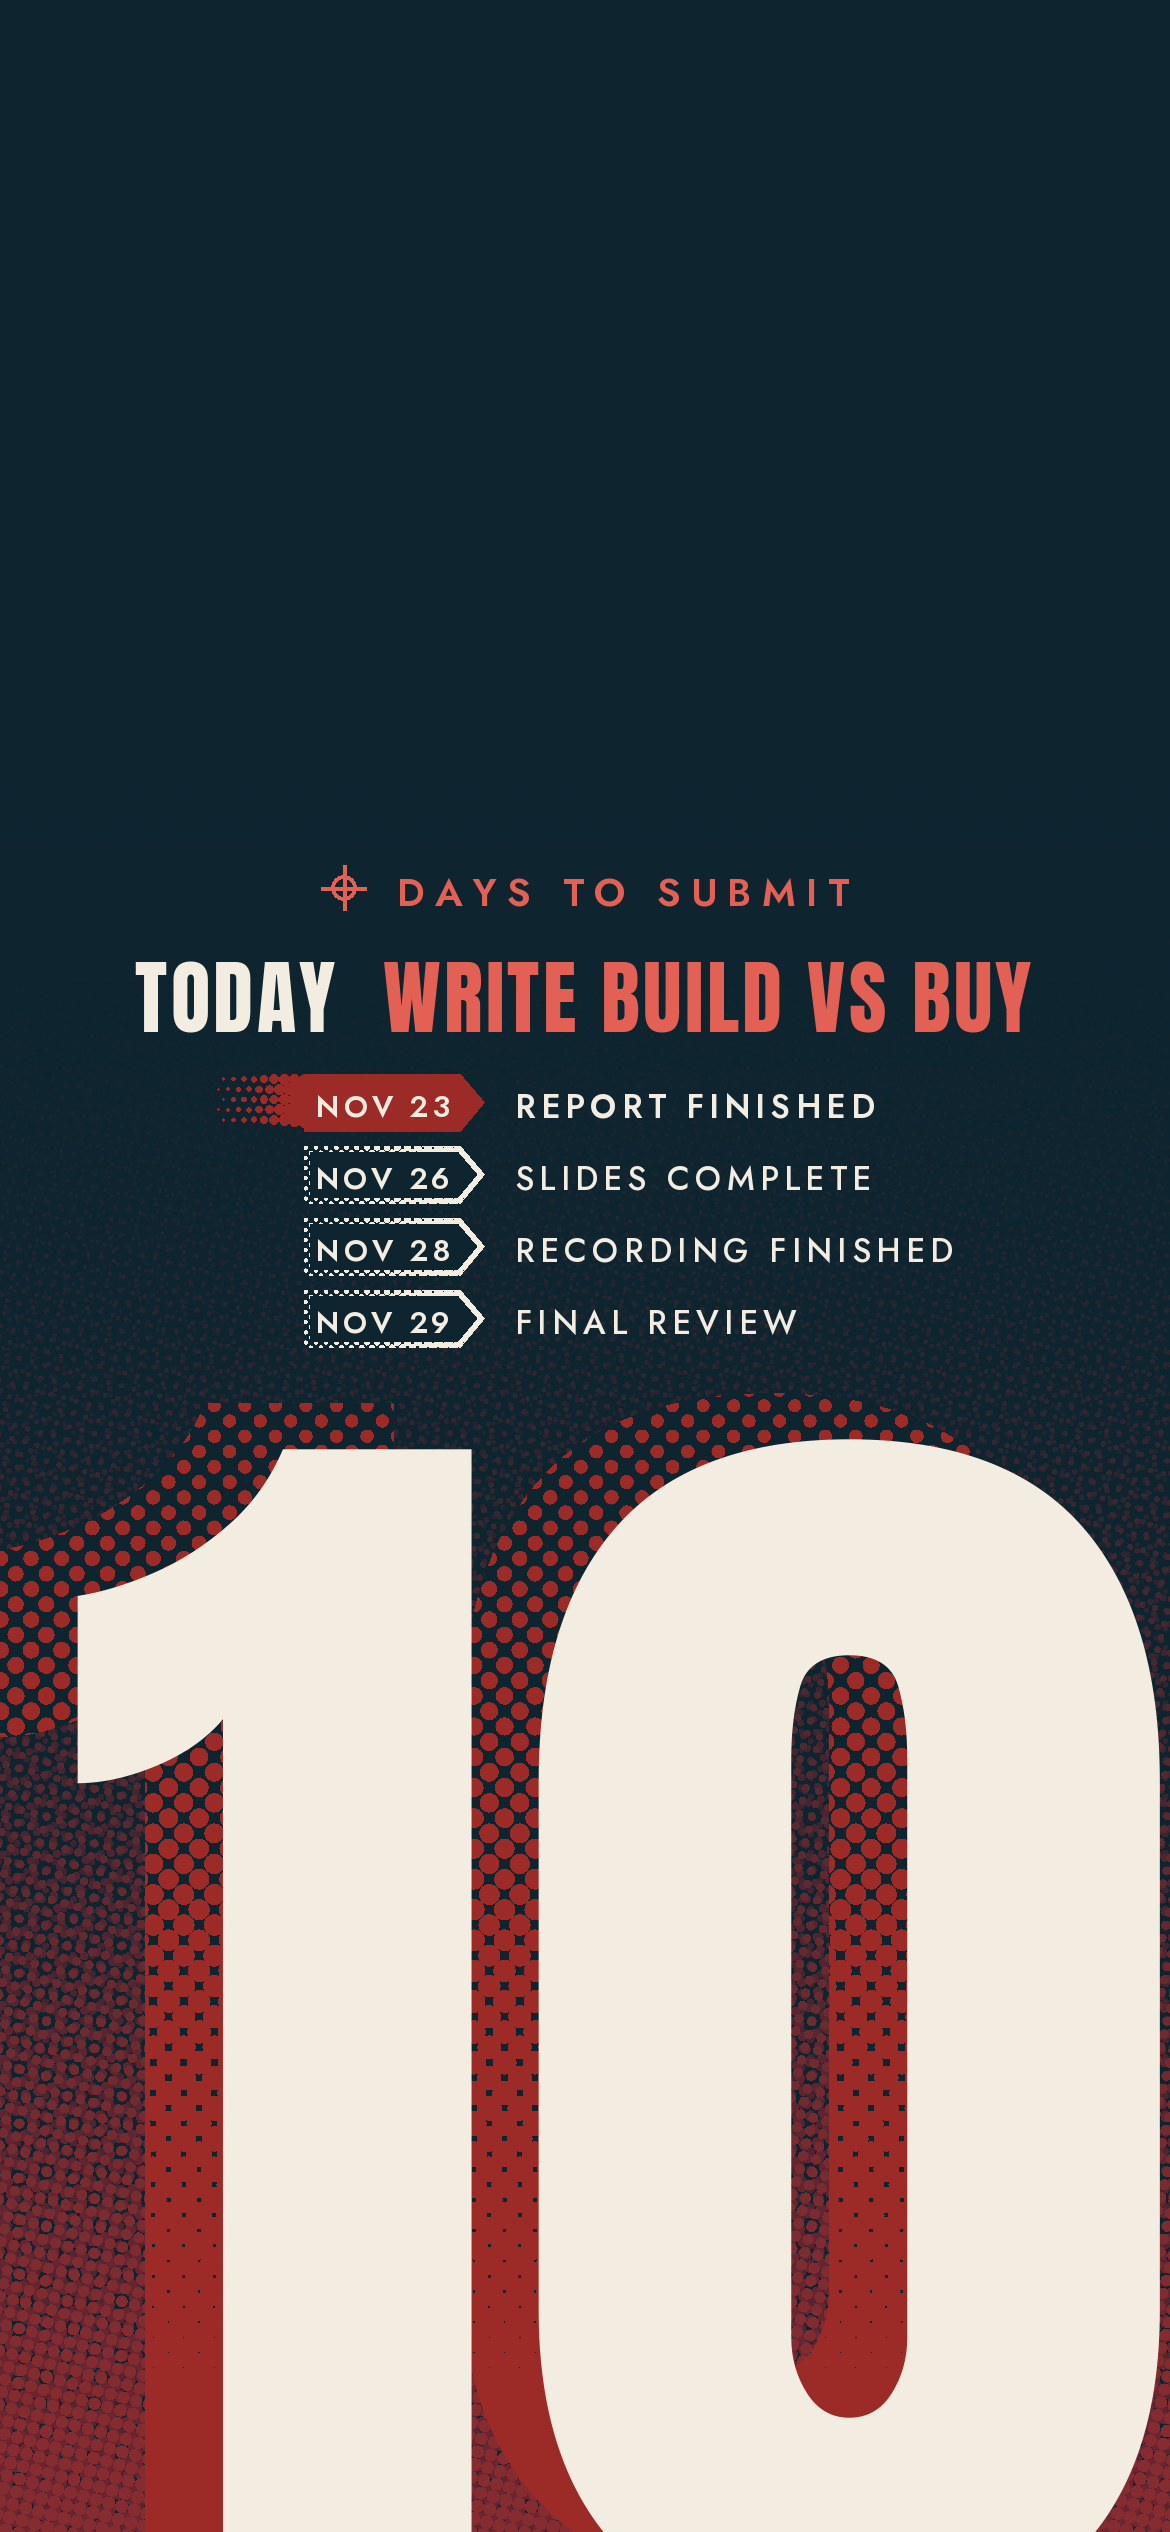 DAYS TO SUBMIT
TODAY WRITE BUILD VS BUY
NOV 23 REPORT FINISHED
NOV 26 SLIDES COMPLETE
NOV 28 RECORDING FINISHED
NOV 29 FINAL REVIEW
10